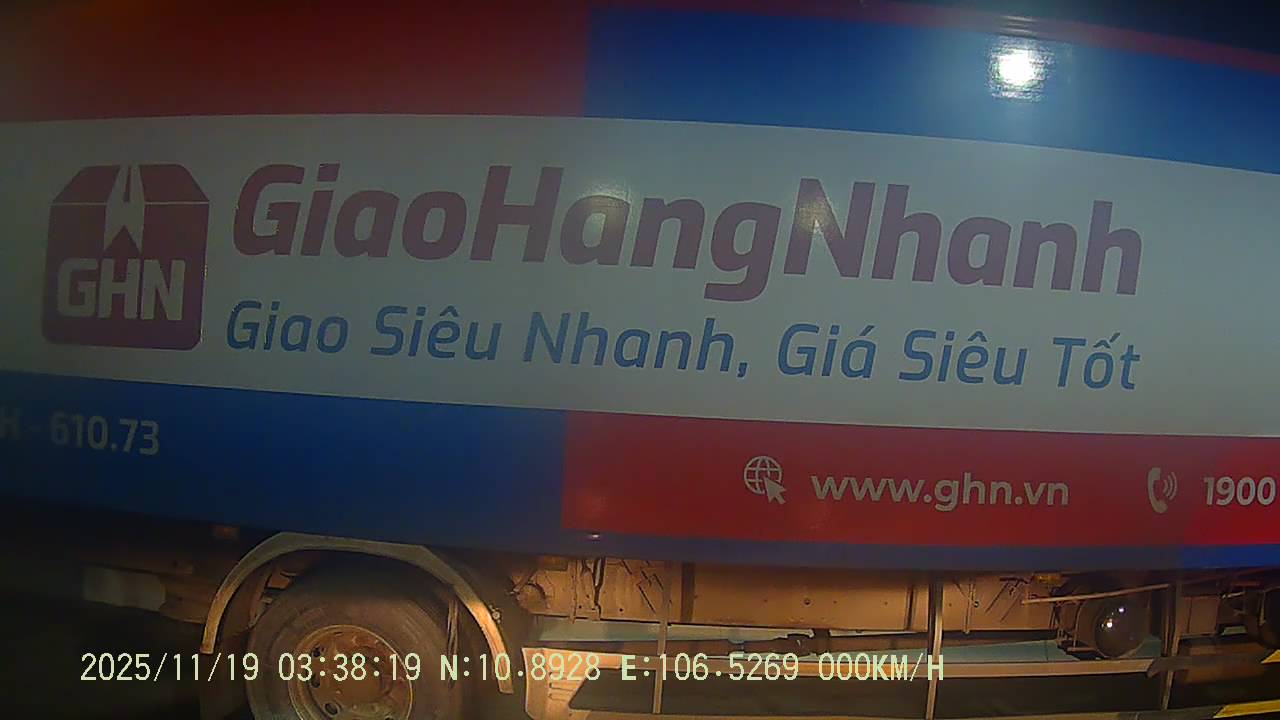 GHN
GiaoHangNhanh
Giao Siêu Nhanh, Giá Siêu Tốt
H - 610.73
www.ghn.vn
1900
2025/11/19 03:38:19 N:10.8928 E:106.5269 000KM/H